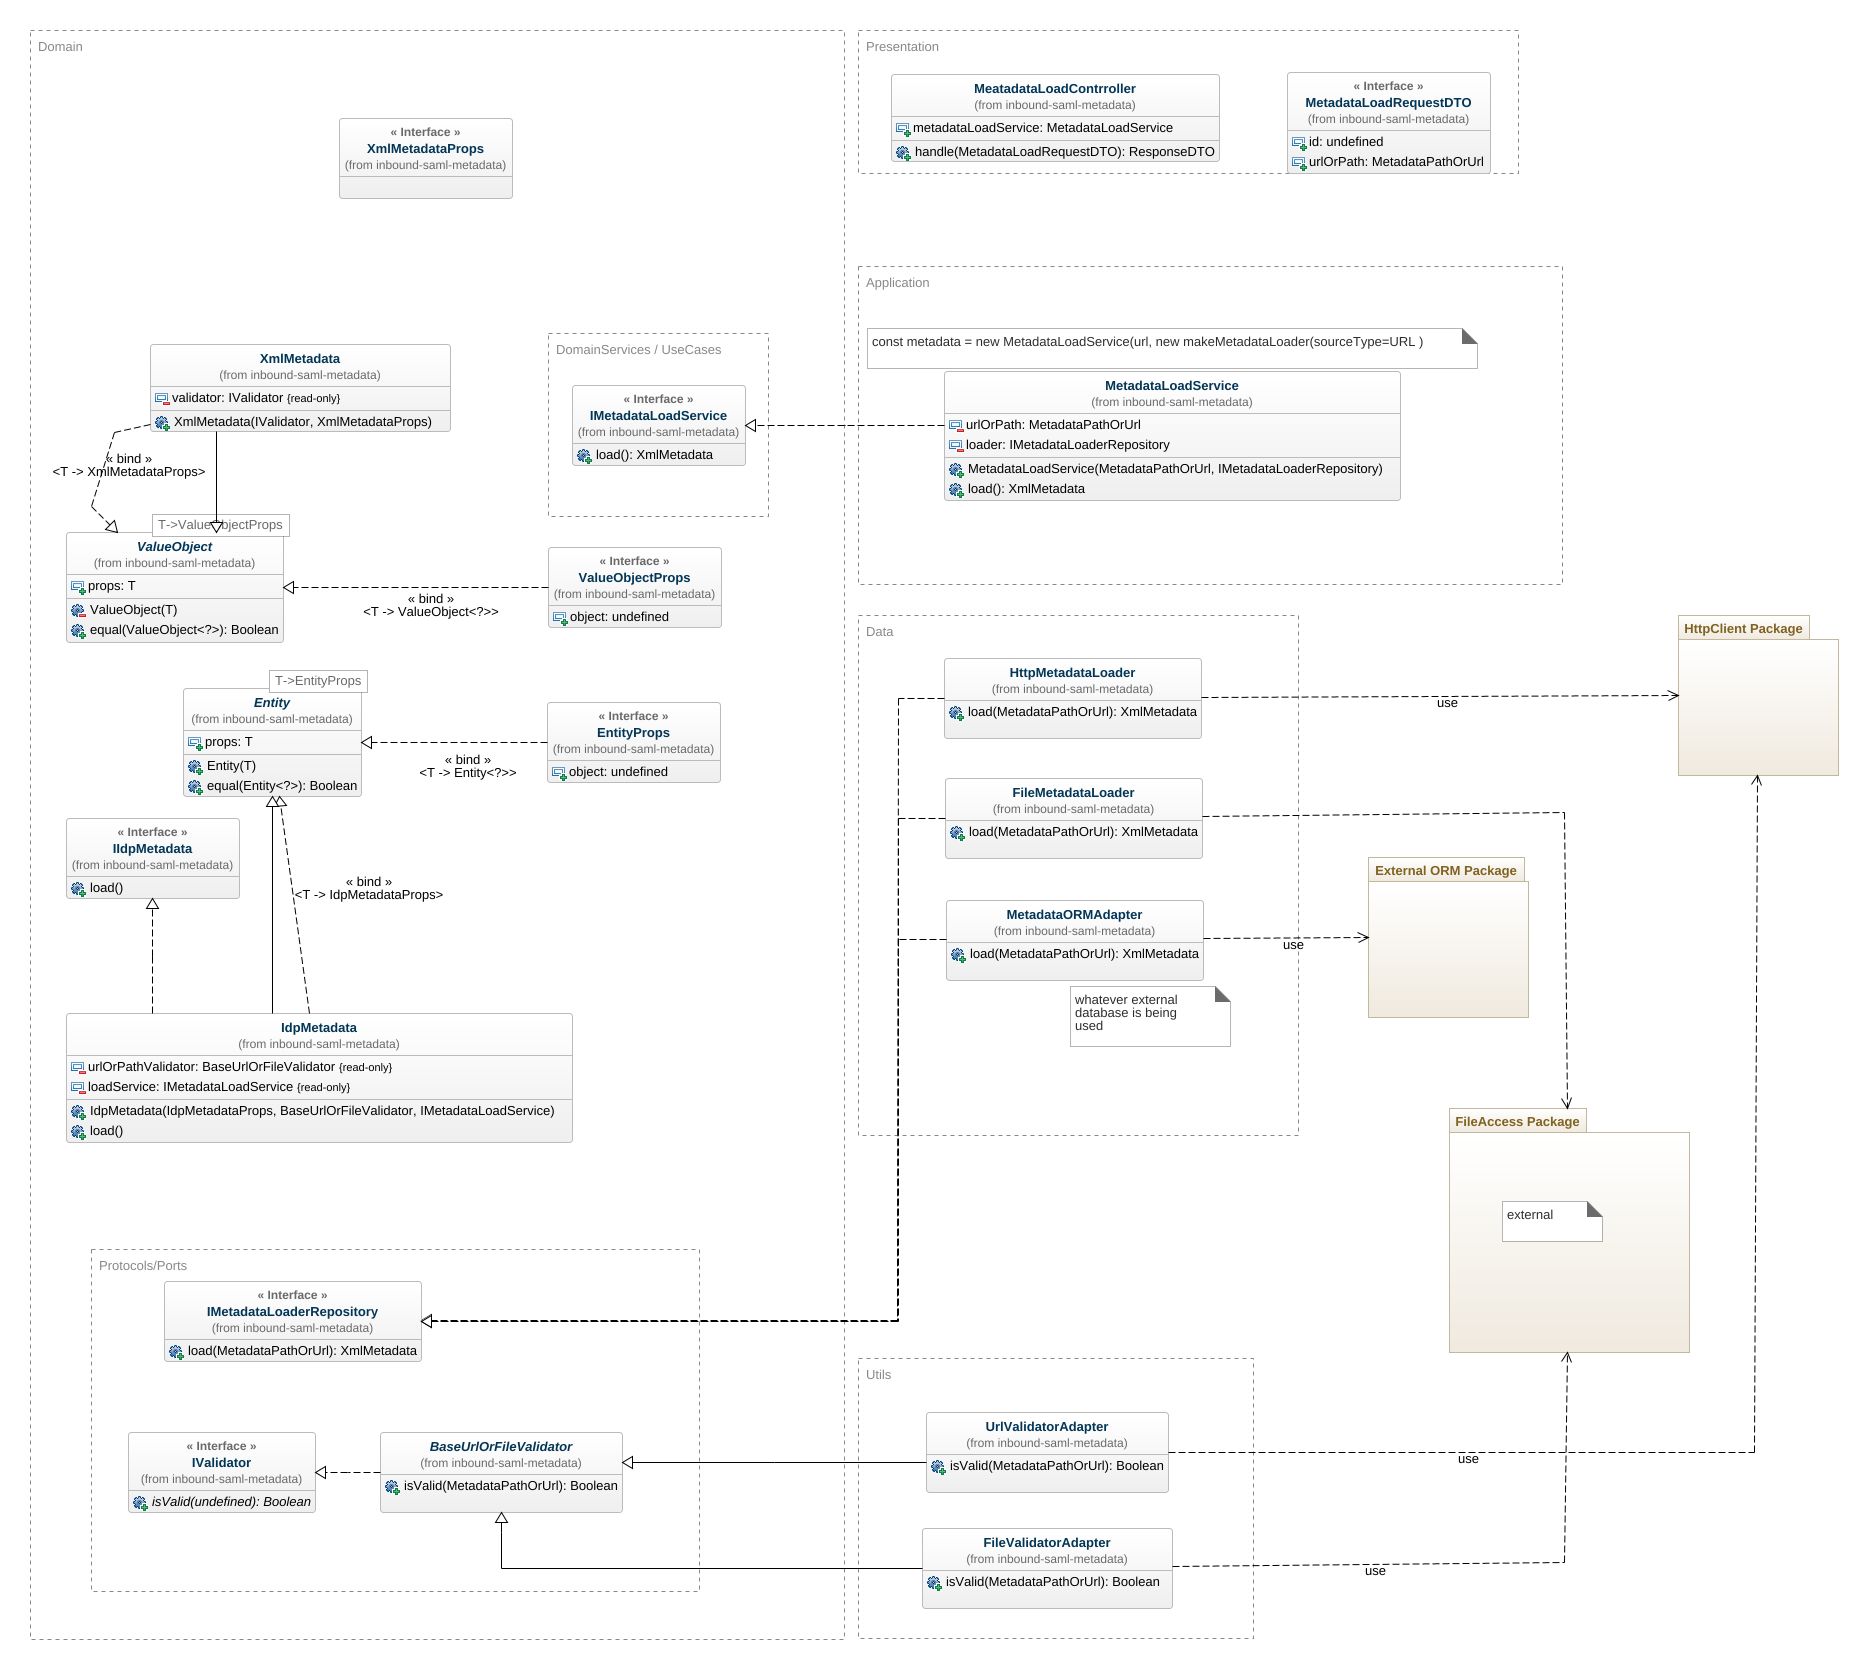 Domain
« Interface »
XmlMetadataProps
(from inbound-saml-metadata)
XmlMetadata
(from inbound-saml-metadata)
validator: IValidator {read-only}
XmlMetadata(IValidator, XmlMetadataProps)
« bind »
<T -> XmlMetadataProps>
DomainServices / UseCases
« Interface »
IMetadataLoadService
(from inbound-saml-metadata)
load(): XmlMetadata
T->ValueObjectProps
ValueObject
(from inbound-saml-metadata)
props: T
ValueObject(T)
equal(ValueObject<?>): Boolean
« bind »
<T -> ValueObject<?>>
« Interface »
ValueObjectProps
(from inbound-saml-metadata)
object: undefined
T->EntityProps
Entity
(from inbound-saml-metadata)
props: T
Entity(T)
equal(Entity<?>): Boolean
« bind »
<T -> Entity<?>>
« Interface »
EntityProps
(from inbound-saml-metadata)
object: undefined
« Interface »
IIdpMetadata
(from inbound-saml-metadata)
load()
« bind »
<T -> IdpMetadataProps>
IdpMetadata
(from inbound-saml-metadata)
urlOrPathValidator: BaseUrlOrFileValidator {read-only}
loadService: IMetadataLoadService {read-only}
IdpMetadata(IdpMetadataProps, BaseUrlOrFileValidator, IMetadataLoadService)
load()
Protocols/Ports
« Interface »
IMetadataLoaderRepository
(from inbound-saml-metadata)
load(MetadataPathOrUrl): XmlMetadata
« Interface »
IValidator
(from inbound-saml-metadata)
isValid(undefined): Boolean
BaseUrlOrFileValidator
(from inbound-saml-metadata)
isValid(MetadataPathOrUrl): Boolean
Presentation
MeatadataLoadContrroller
(from inbound-saml-metadata)
metadataLoadService: MetadataLoadService
handle(MetadataLoadRequestDTO): ResponseDTO
« Interface »
MetadataLoadRequestDTO
(from inbound-saml-metadata)
id: undefined
urlOrPath: MetadataPathOrUrl
Application
const metadata = new MetadataLoadService(url, new makeMetadataLoader(sourceType=URL )
MetadataLoadService
(from inbound-saml-metadata)
urlOrPath: MetadataPathOrUrl
loader: IMetadataLoaderRepository
MetadataLoadService(MetadataPathOrUrl, IMetadataLoaderRepository)
load(): XmlMetadata
Data
HttpMetadataLoader
(from inbound-saml-metadata)
load(MetadataPathOrUrl): XmlMetadata
use
HttpClient Package
FileMetadataLoader
(from inbound-saml-metadata)
load(MetadataPathOrUrl): XmlMetadata
MetadataORMAdapter
(from inbound-saml-metadata)
load(MetadataPathOrUrl): XmlMetadata
use
External ORM Package
whatever external
database is being
used
FileAccess Package
external
Utils
UrlValidatorAdapter
(from inbound-saml-metadata)
isValid(MetadataPathOrUrl): Boolean
use
FileValidatorAdapter
(from inbound-saml-metadata)
isValid(MetadataPathOrUrl): Boolean
use